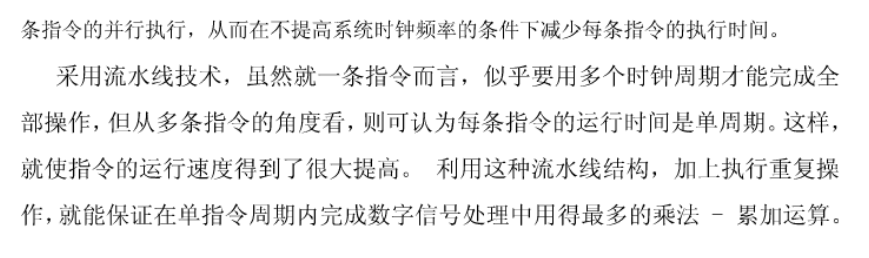 条指令的并行执行，从而在不提高系统时钟频率的条件下减少每条指令的执行时间。
采用流水线技术，虽然就一条指令而言，似乎要用多个时钟周期才能完成全
部操作，但从多条指令的角度看，则可认为每条指令的运行时间是单周期。这样，
就使指令的运行速度得到了很大提高。 利用这种流水线结构，加上执行重复操
作，就能保证在单指令周期内完成数字信号处理中用得最多的乘法 - 累加运算。